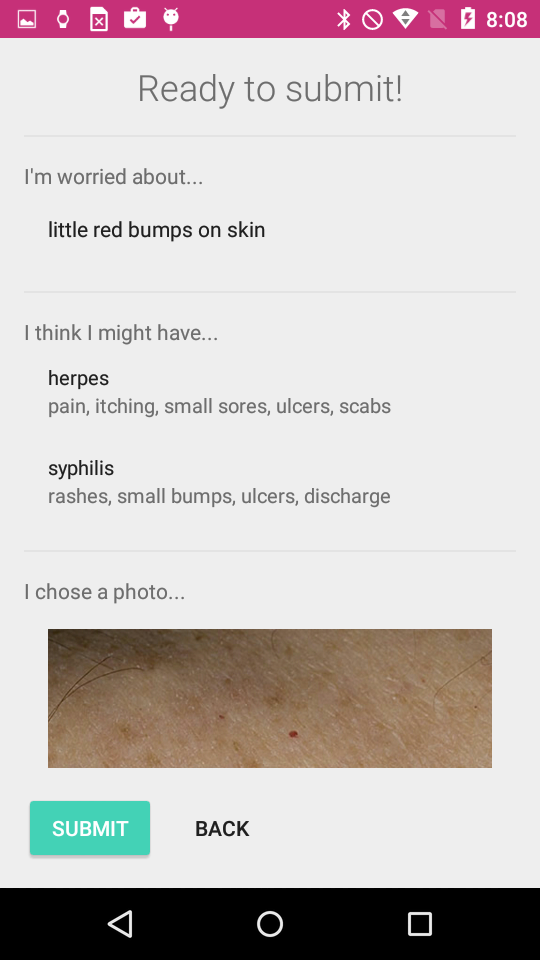 8:08
Ready to submit!
I'm worried about...
little red bumps on skin
I think I might have...
herpes
pain, itching, small sores, ulcers, scabs
syphilis
rashes, small bumps, ulcers, discharge
I chose a photo...
SUBMIT
BACK